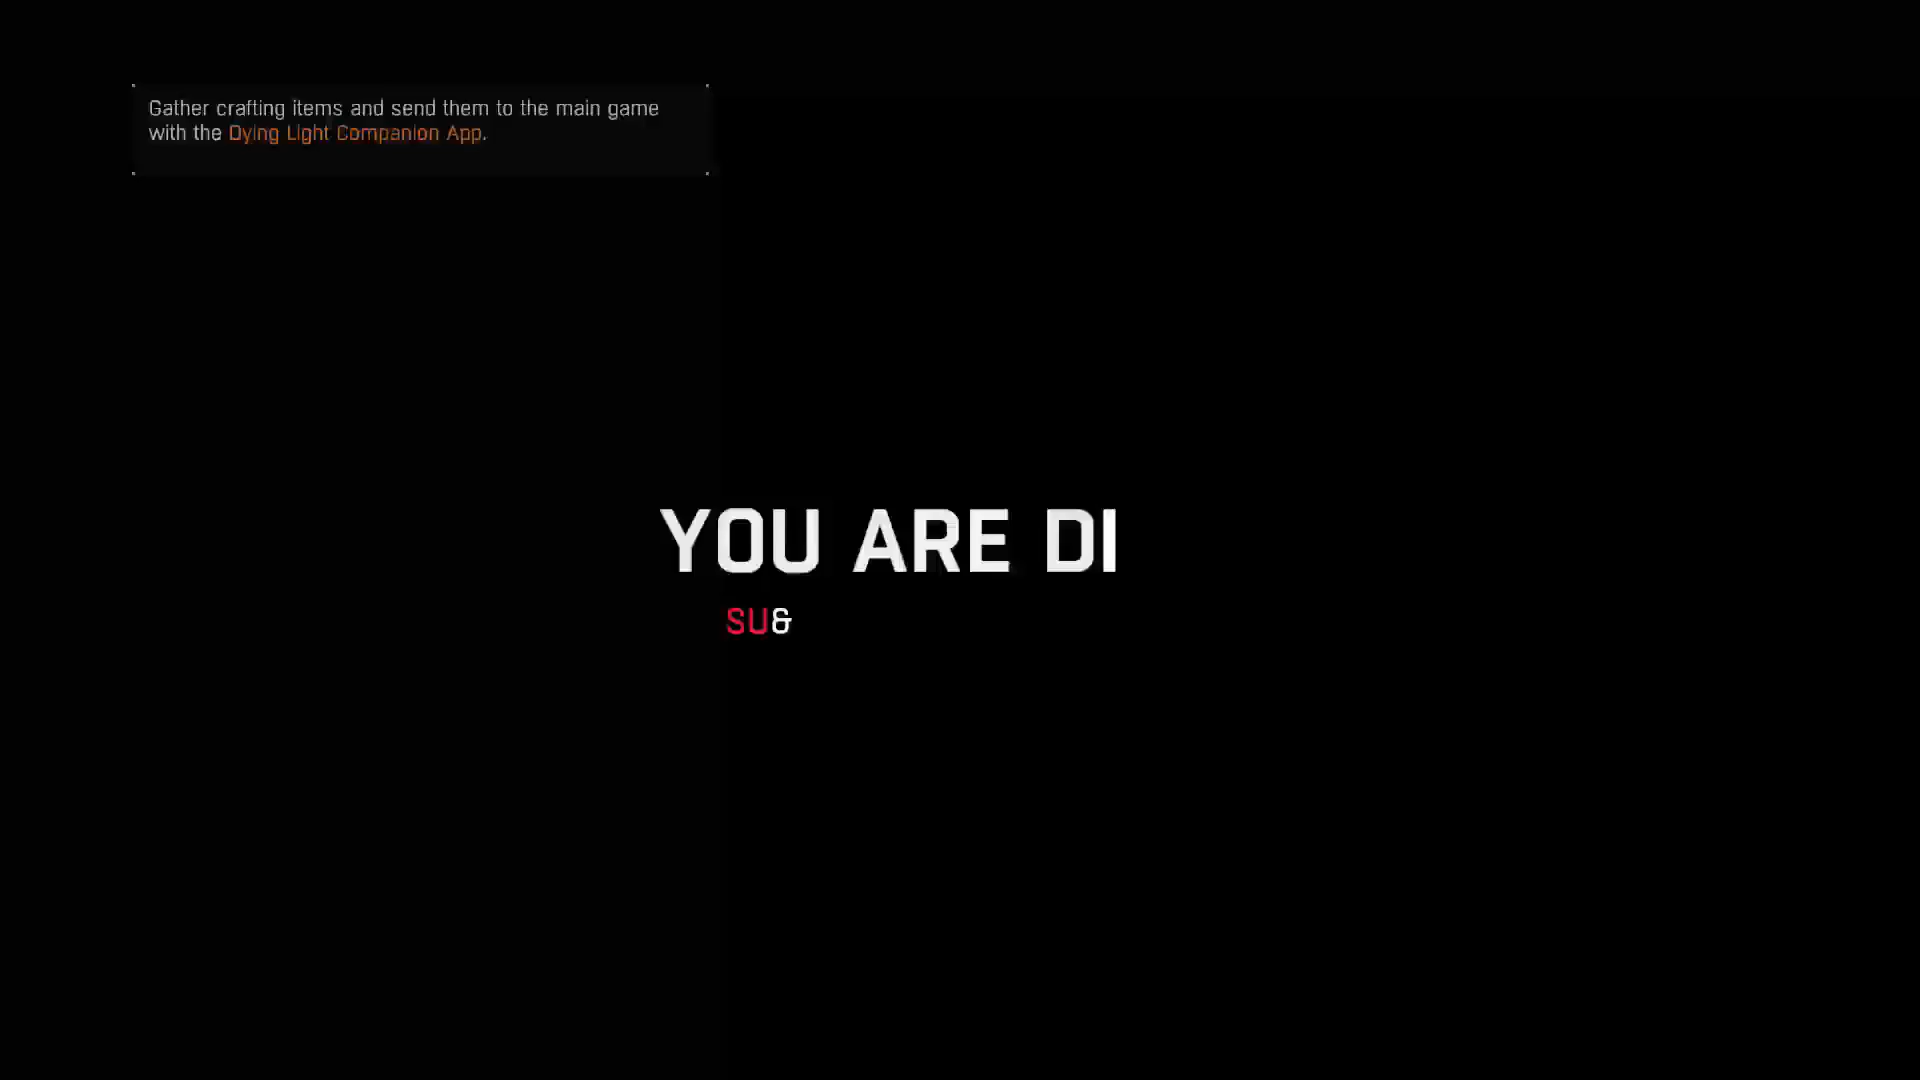 Gather crafting items and send them to the main game
with the Dying Light Companion App.
YOU ARE DI
SU&